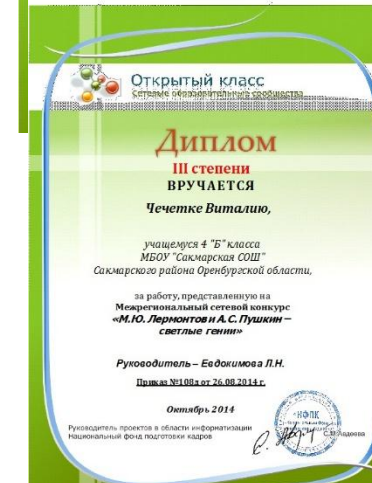 Открытый класс
Сетевые образовательные сообщества
Диплом
III степени
ВРУЧАЕТСЯ
Чечетке Виталию,
учащемуся 4 "Б" класса
МБОУ "Сакмарская СОШ"
Сакмарского района Оренбургской области,
за работу, представленную на
Межрегиональный сетевой конкурс
«М.Ю. Лермонтов и А.С. Пушкин –
светлые гении»
Руководитель – Евдокимова Л.Н.
Приказ №108д от 26.08.2014 г.
Октябрь 2014
Руководитель проектов в области информатизации
Национальный фонд подготовки кадров
НФПК
Авдеева